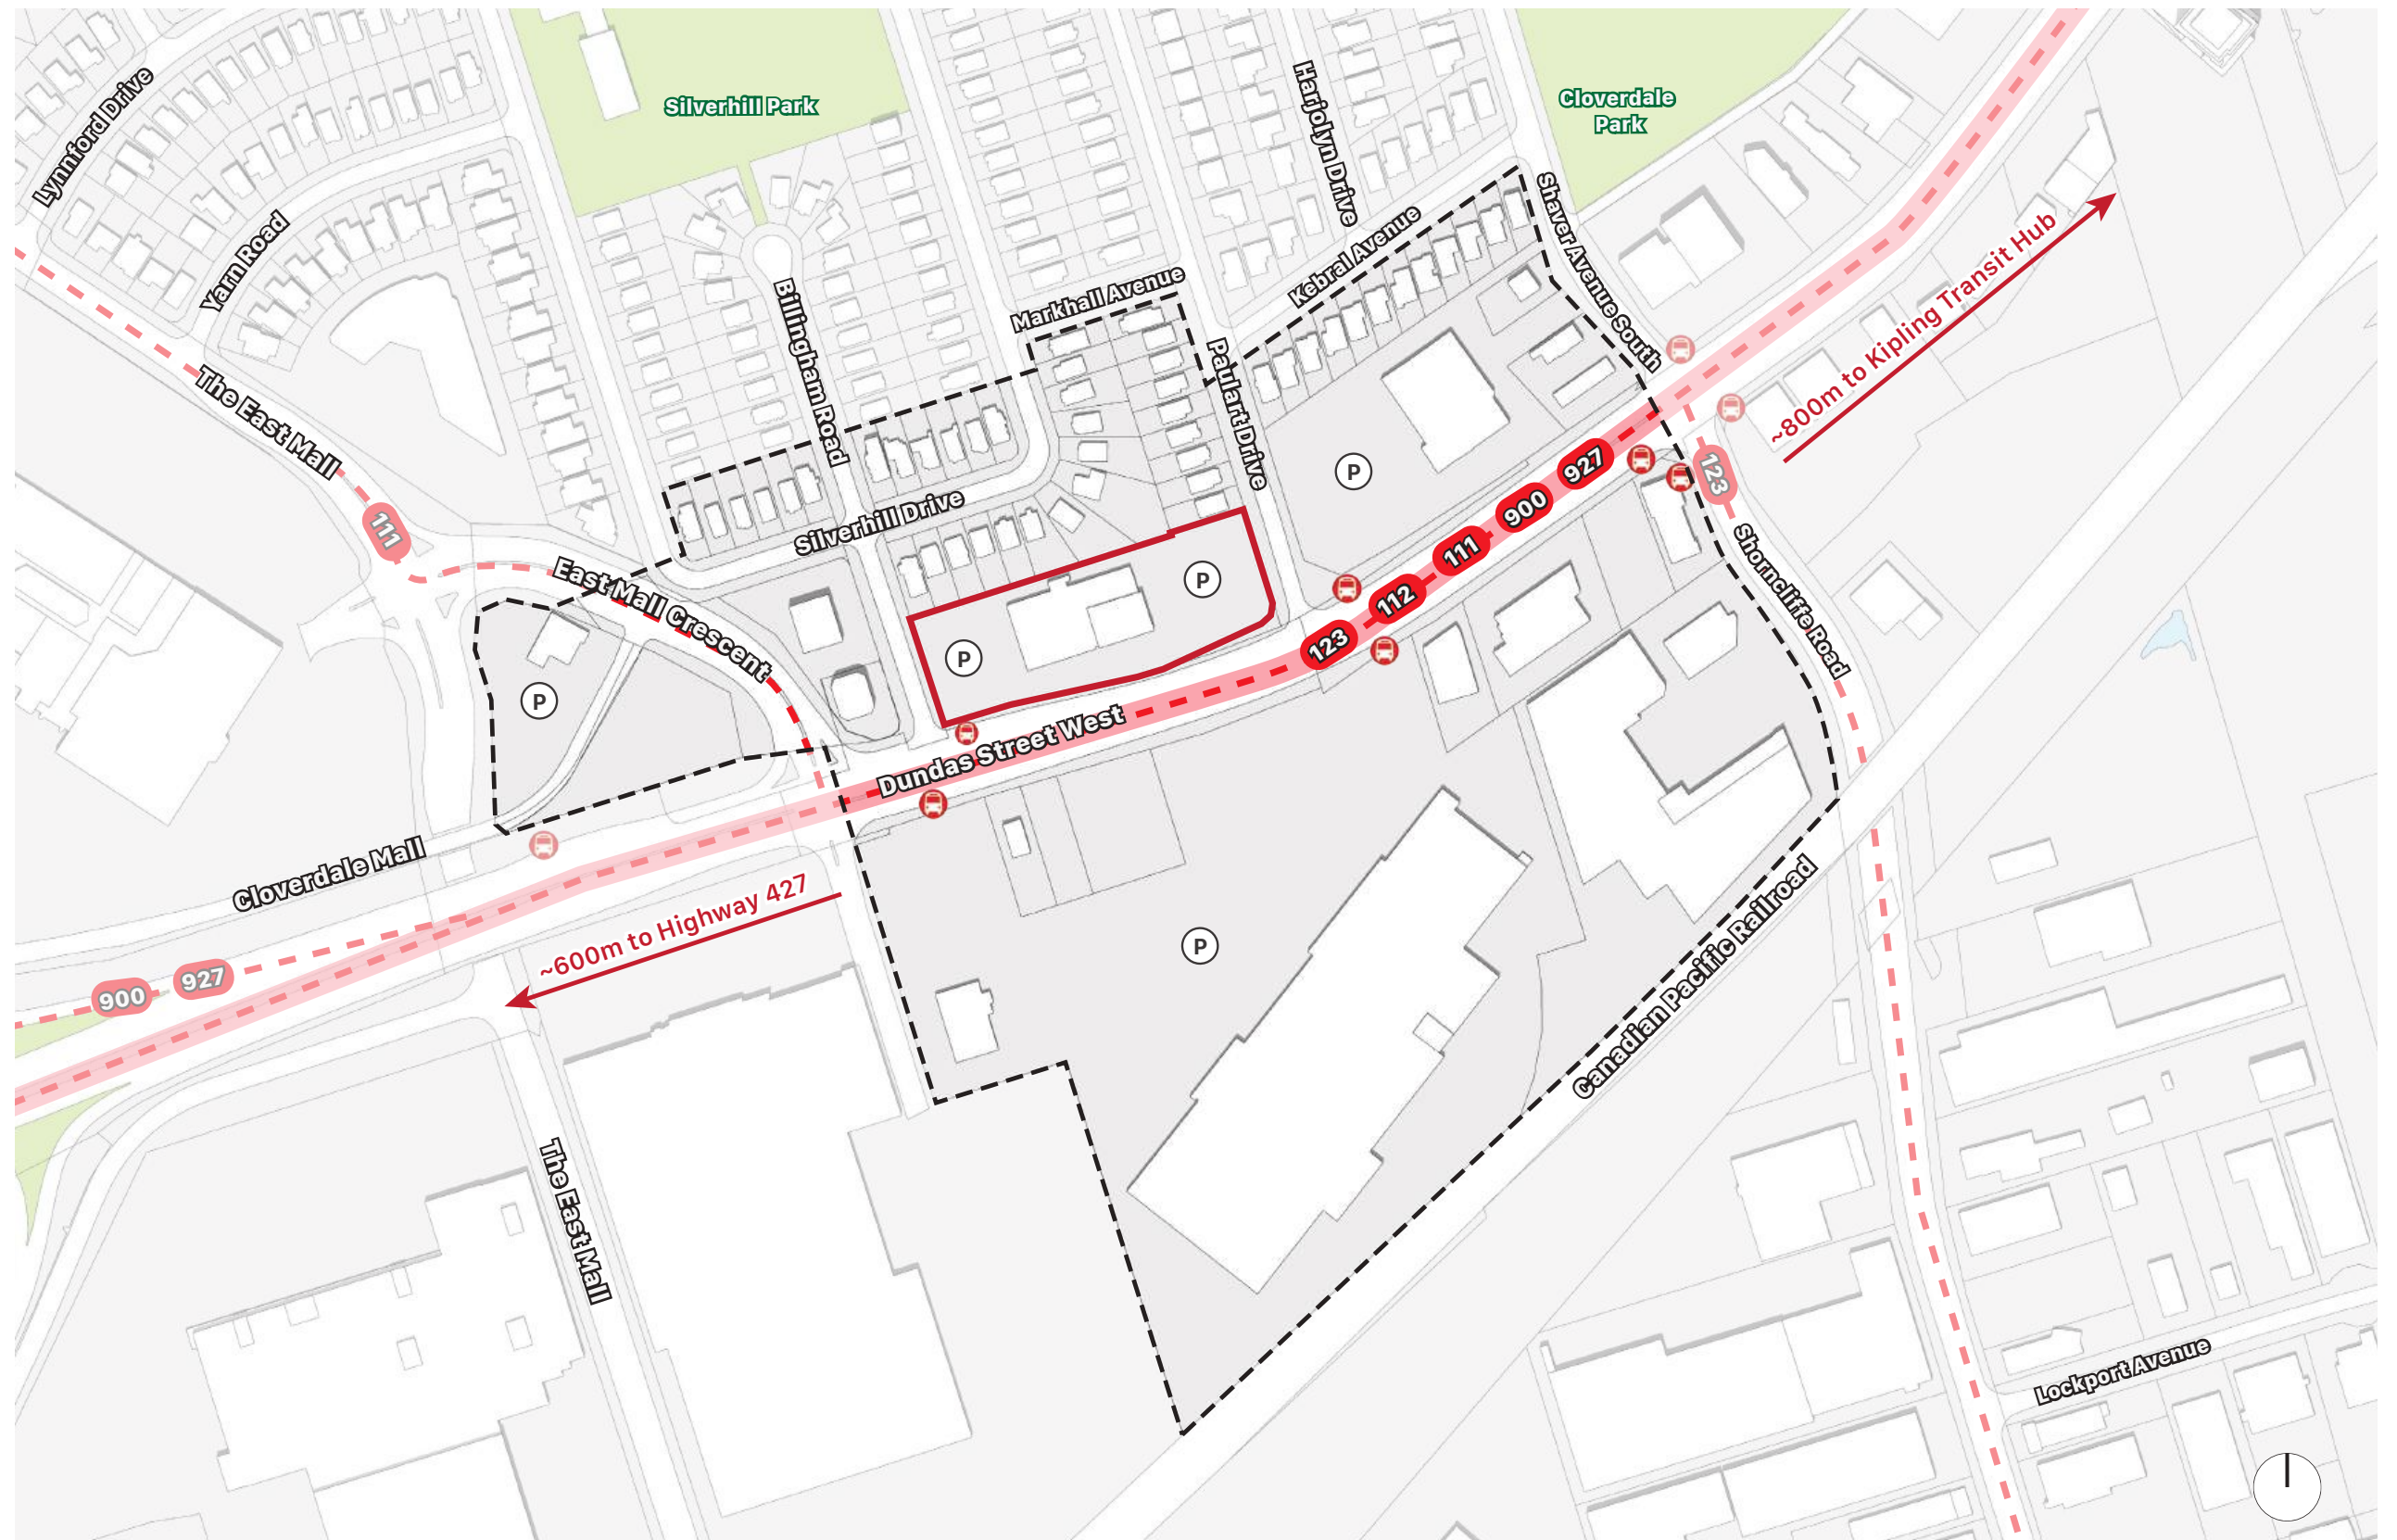 Lynnford Drive
Silverhill Park
Harjolyn Drive
Cloverdale
Park
Yarn Road
Shaver Avenue South
Kebral Avenue
~800m to Kipling Transit Hub
Markhall Avenue
Billingham Road
Paulart Drive
The East Mall
111
Silverhill Drive
P
927
900
111
112
123
123
P
P
P
East Mall Crescent
Shorncliffe Road
Dundas Street West
Cloverdale Mall
~600m to Highway 427
900
927
P
Canadian Pacific Railroad
The East Mall
Lockport Avenue